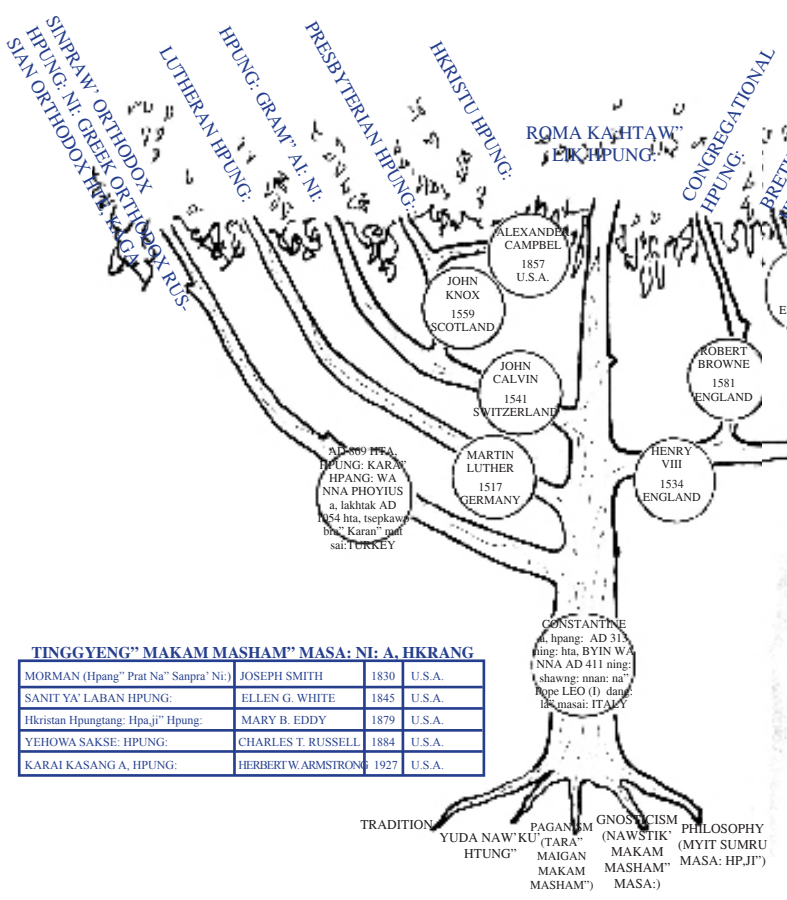 SINPRAW' ORTHODOX
HPUNG: NI: GREEK ORTHODOX RUS-
SIAN ORTHODOX HTE, KAGA
LUTHERAN HPUNG:
HPUNG: GRAM” AI: NI:
PRESBYTERIAN HPUNG:
HKRISTU HPUNG:
ROMA KA,HTAW”
LIK HPUNG:
CONGREGATIONAL
HPUNG:
ALEXANDER
CAMPBEL
1857
U.S.A.
JOHN
KNOX
1559
SCOTLAND
JOHN
CALVIN
1541
SWITZERLAND
ROBERT
BROWNE
1581
ENGLAND
MARTIN
LUTHER
1517
GERMANY
HENRY
VIII
1534
ENGLAND
AD 869 HTA,
HPUNG: KARA”
HPANG: WA
NNA PHOYIUS
a, lakhtak AD
1054 hta, tsepkawp
bra” Karan” mat
sai:TURKEY
CONSTANTINE
a, hpang: AD 313
ning: hta, BYIN WA
NNA AD 411 ning:
shawng: nnan: na”
Pope LEO (I) dang:
la” masai: ITALY
TINGGYENG” MAKAM MASHAM” MASA: NI: A, HKRANG
MORMAN (Hpang” Prat Na” Sanpra’ Ni:) JOSEPH SMITH 1830 U.S.A.
SANIT YA’ LABAN HPUNG: ELLEN G. WHITE 1845 U.S.A.
Hkristan Hpungtang: Hpa,ji” Hpung: MARY B. EDDY 1879 U.S.A.
YEHOWA SAKSE: HPUNG: CHARLES T. RUSSELL 1884 U.S.A.
KARAI KASANG A, HPUNG: HERBERT W. ARMSTRONG 1927 U.S.A.
TRADITION
YUDA NAW’KU’
HTUNG”
PAGANISM
(TARA”
MAIGAN
MAKAM
MASHAM”)
GNOSTICISM
(NAWSTIK’
MAKAM
MASHAM”
MASA:)
PHILOSOPHY
(MYIT SUMRU
MASA: HP,JI”)